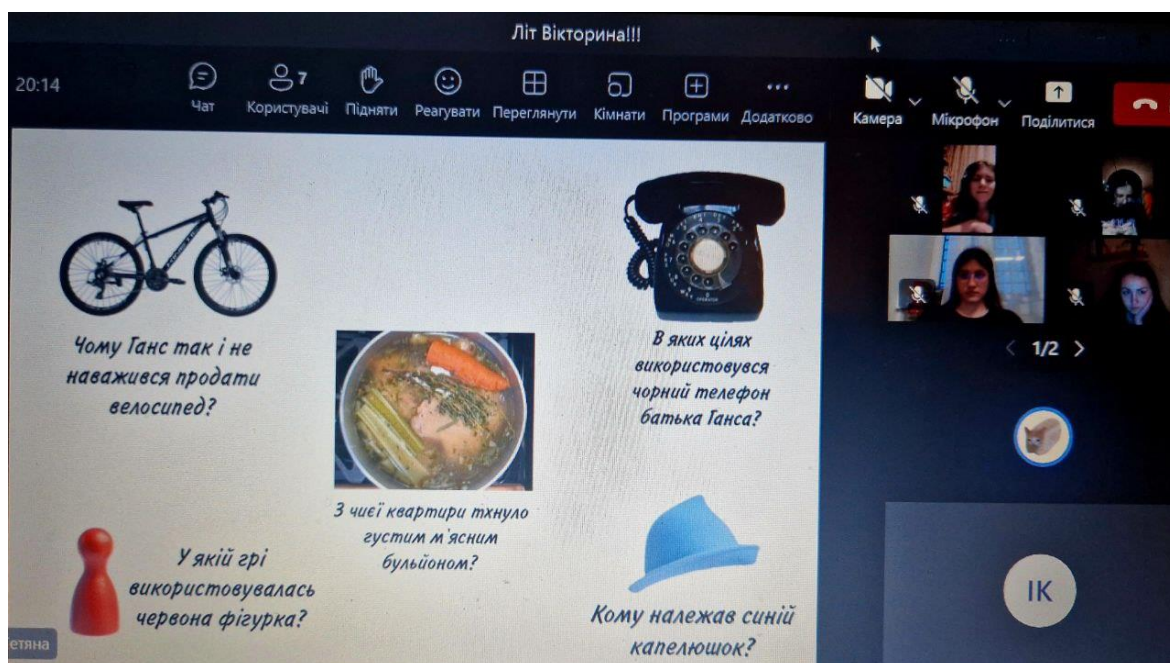 Літ Вікторина!!!
20:14
7
Чат
Користувачі
Підняти
Реагувати
Переглянути
Кімнати
Програми
Додатково
Камера
Мікрофон
Поділитися
Чому Ганс так і не
наважився продати
велосипед?
В яких цілях
використовувся
чорний телефон
батька Ганса?
З чиєї квартири тхнуло
густим м'ясним
бульйоном?
У якій грі
використовувалась
червона фігурка?
Кому належав синій
капелюшок?
1/2
ІК
етяна